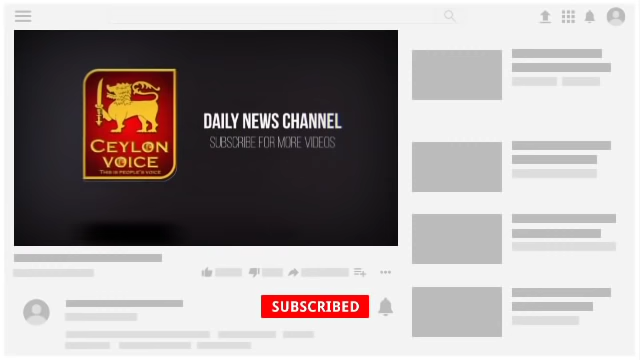 DAILY NEWS CHANNEL
SUBSCRIBE FOR MORE VIDEOS
CEYLON
VOICE
THIS IS PEOPLE'S VOICE
SUBSCRIBED